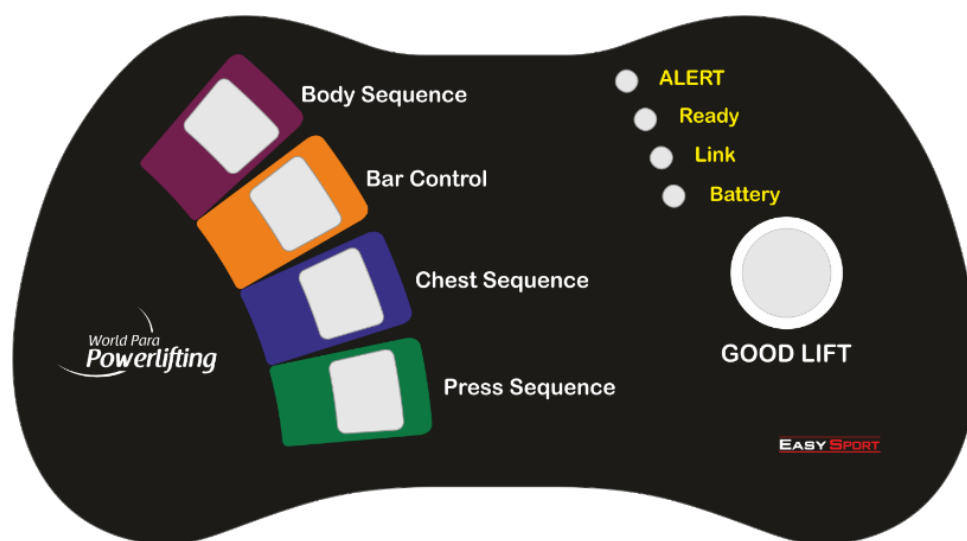 Body Sequence
Bar Control
Chest Sequence
Press Sequence
World Para
Powerlifting
ALERT
Ready
Link
Battery
GOOD LIFT
EASY SPORT